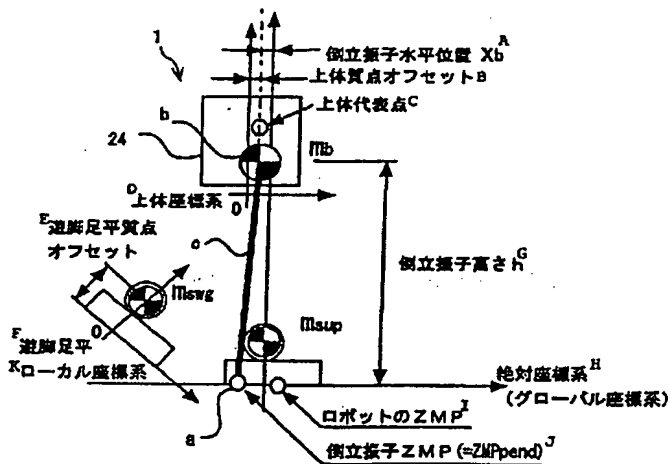 1
倒立振子水平位置 Xb A
上体質点オフセット B
上体代表点 C
b
24
mb
D 上体座標系
0
E 遊脚足平質点
オフセット
c
倒立振子高さh G
mswg
msup
0
F 遊脚足平
K ローカル座標系
絶対座標系 H
(グローバル座標系)
a
ロボットのZMP I
倒立振子ZMP(=ZMPpend) J